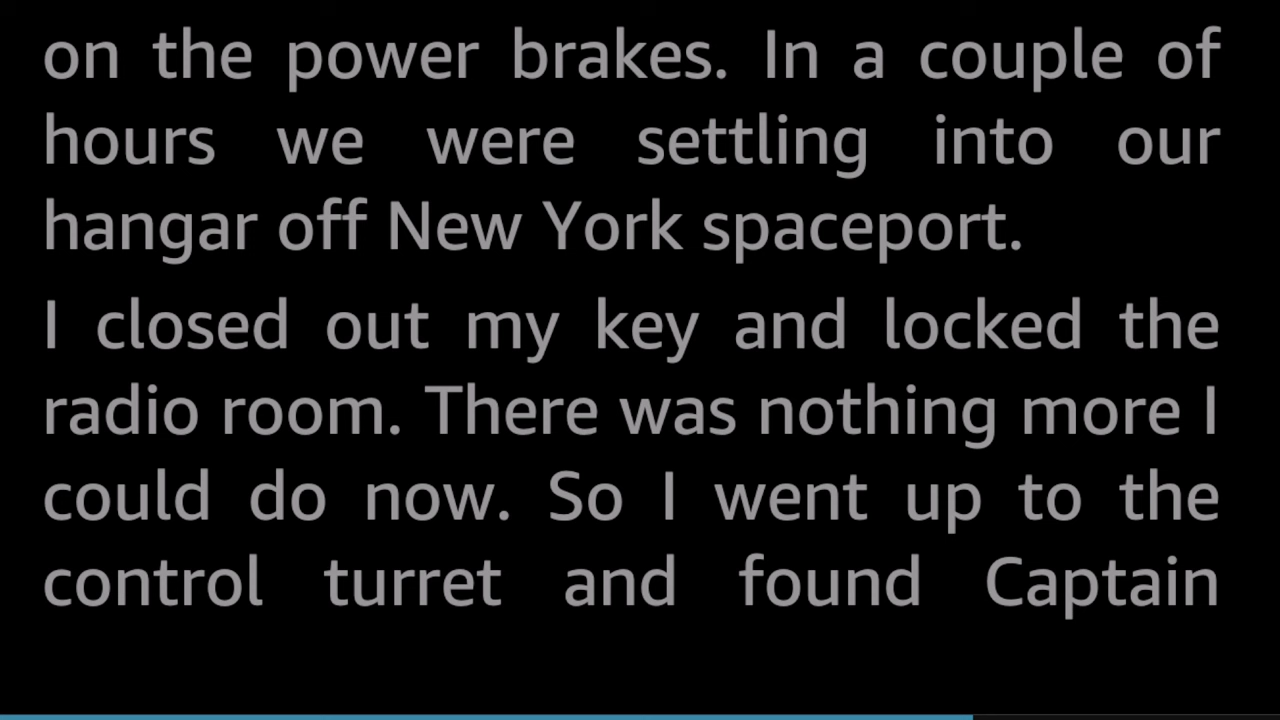 on the power brakes. In a couple of
hours we were settling into our
hangar off New York spaceport.
I closed out my key and locked the
radio room. There was nothing more I
could do now. So I went up to the
control turret and found Captain